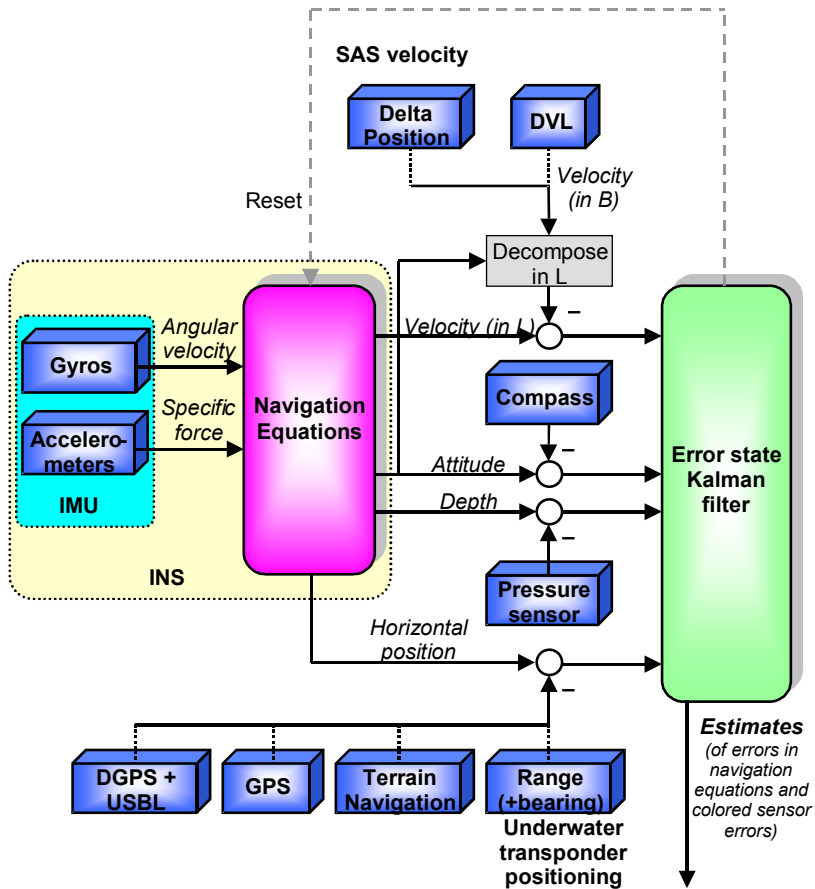 SAS velocity
Delta
Position
DVL
Velocity
(in B)
Reset
Decompose
in L
–
Angular
velocity
Velocity (in L)
Gyros
Compass
Specific
force
Navigation
Equations
Accelero-
meters
–
Attitude
Error state
Kalman
filter
IMU
Depth
–
INS
Pressure
sensor
Horizontal
position
–
Estimates
(of errors in
navigation
equations and
colored sensor
errors)
DGPS +
USBL
GPS
Terrain
Navigation
Range
(+bearing)
Underwater
transponder
positioning